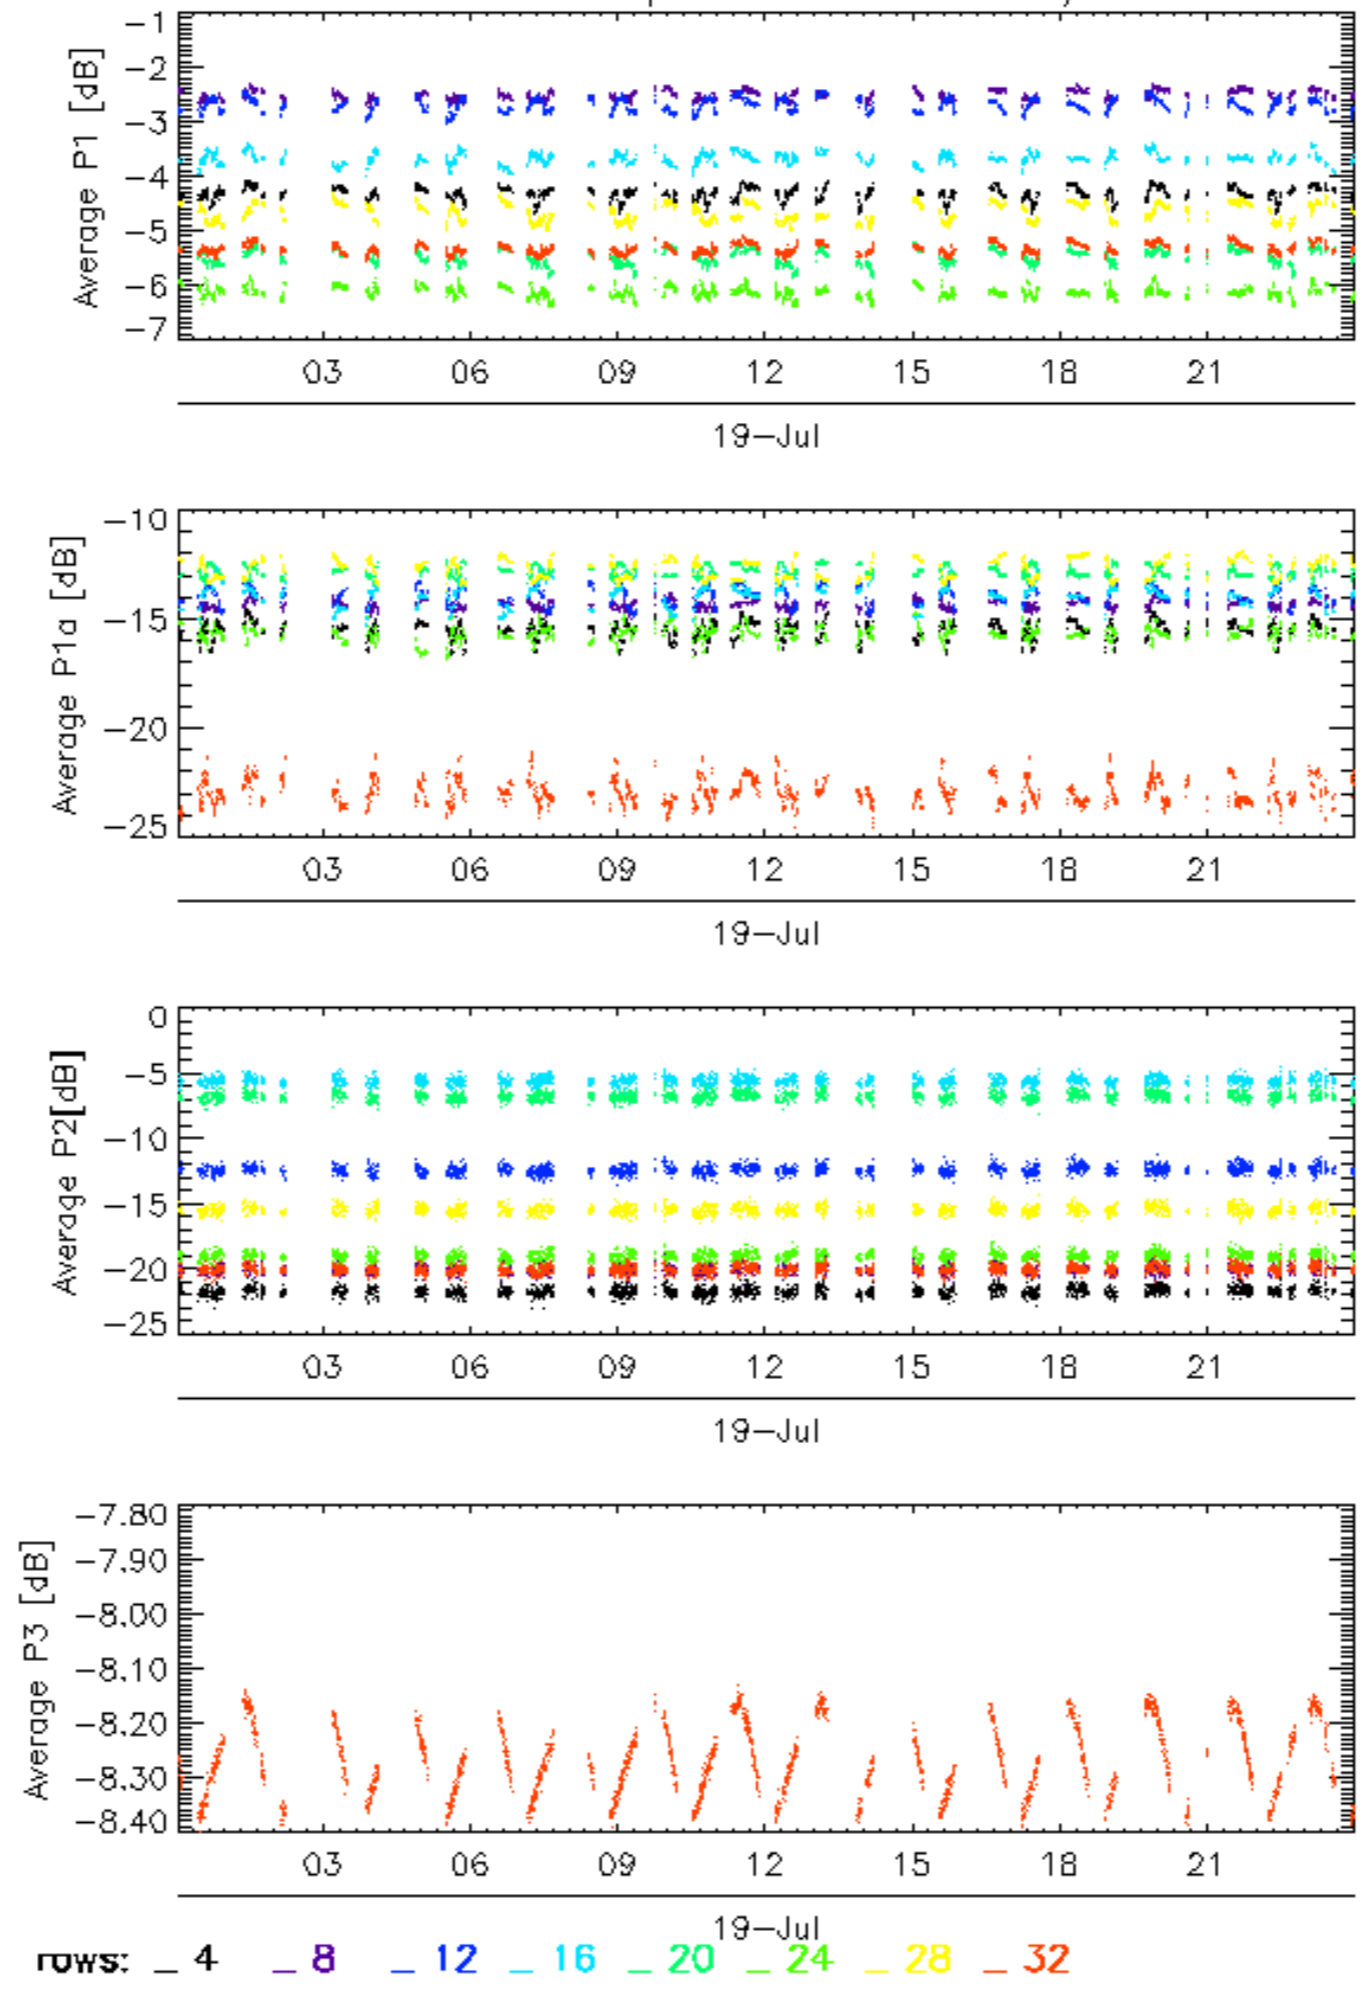 -1
-2
-3
-4
-5
-6
-7
Average P1 [dB]
03 06 09 12 15 18 21
19-Jul
-10
-15
-20
-25
Average P1a [dB]
03 06 09 12 15 18 21
19-Jul
0
-5
-10
-15
-20
-25
Average P2[dB]
03 06 09 12 15 18 21
19-Jul
-7.80
-7.90
-8.00
-8.10
-8.20
-8.30
-8.40
Average P3 [dB]
03 06 09 12 15 18 21
19-Jul
rows: _ 4 _ 8 _ 12 _ 16 _ 20 _ 24 _ 28 _ 32